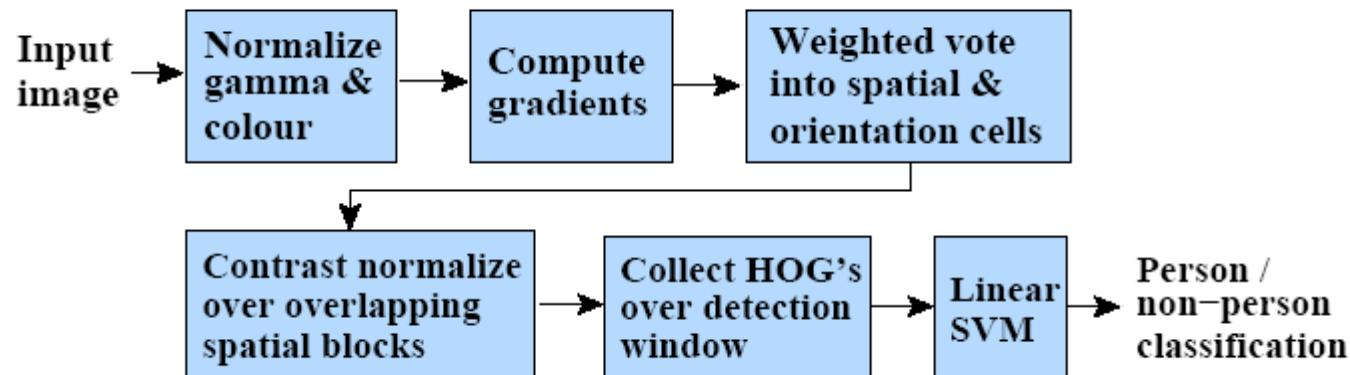 Input
image
Normalize
gamma &
colour
Compute
gradients
Weighted vote
into spatial &
orientation cells
Contrast normalize
over overlapping
spatial blocks
Collect HOG's
over detection
window
Linear
SVM
Person /
non−person
classification